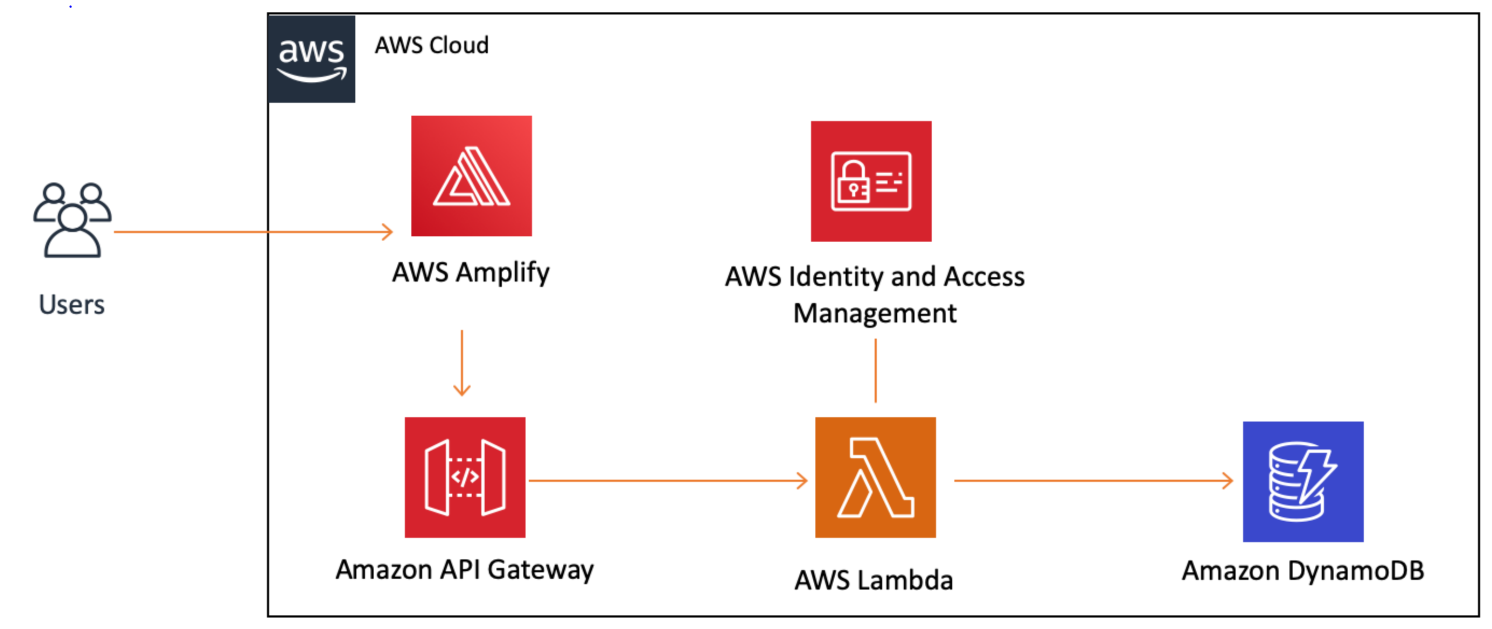 aws
AWS Cloud
AWS Amplify
AWS Identity and Access
Management
Users
</>
Amazon API Gateway
AWS Lambda
Amazon DynamoDB